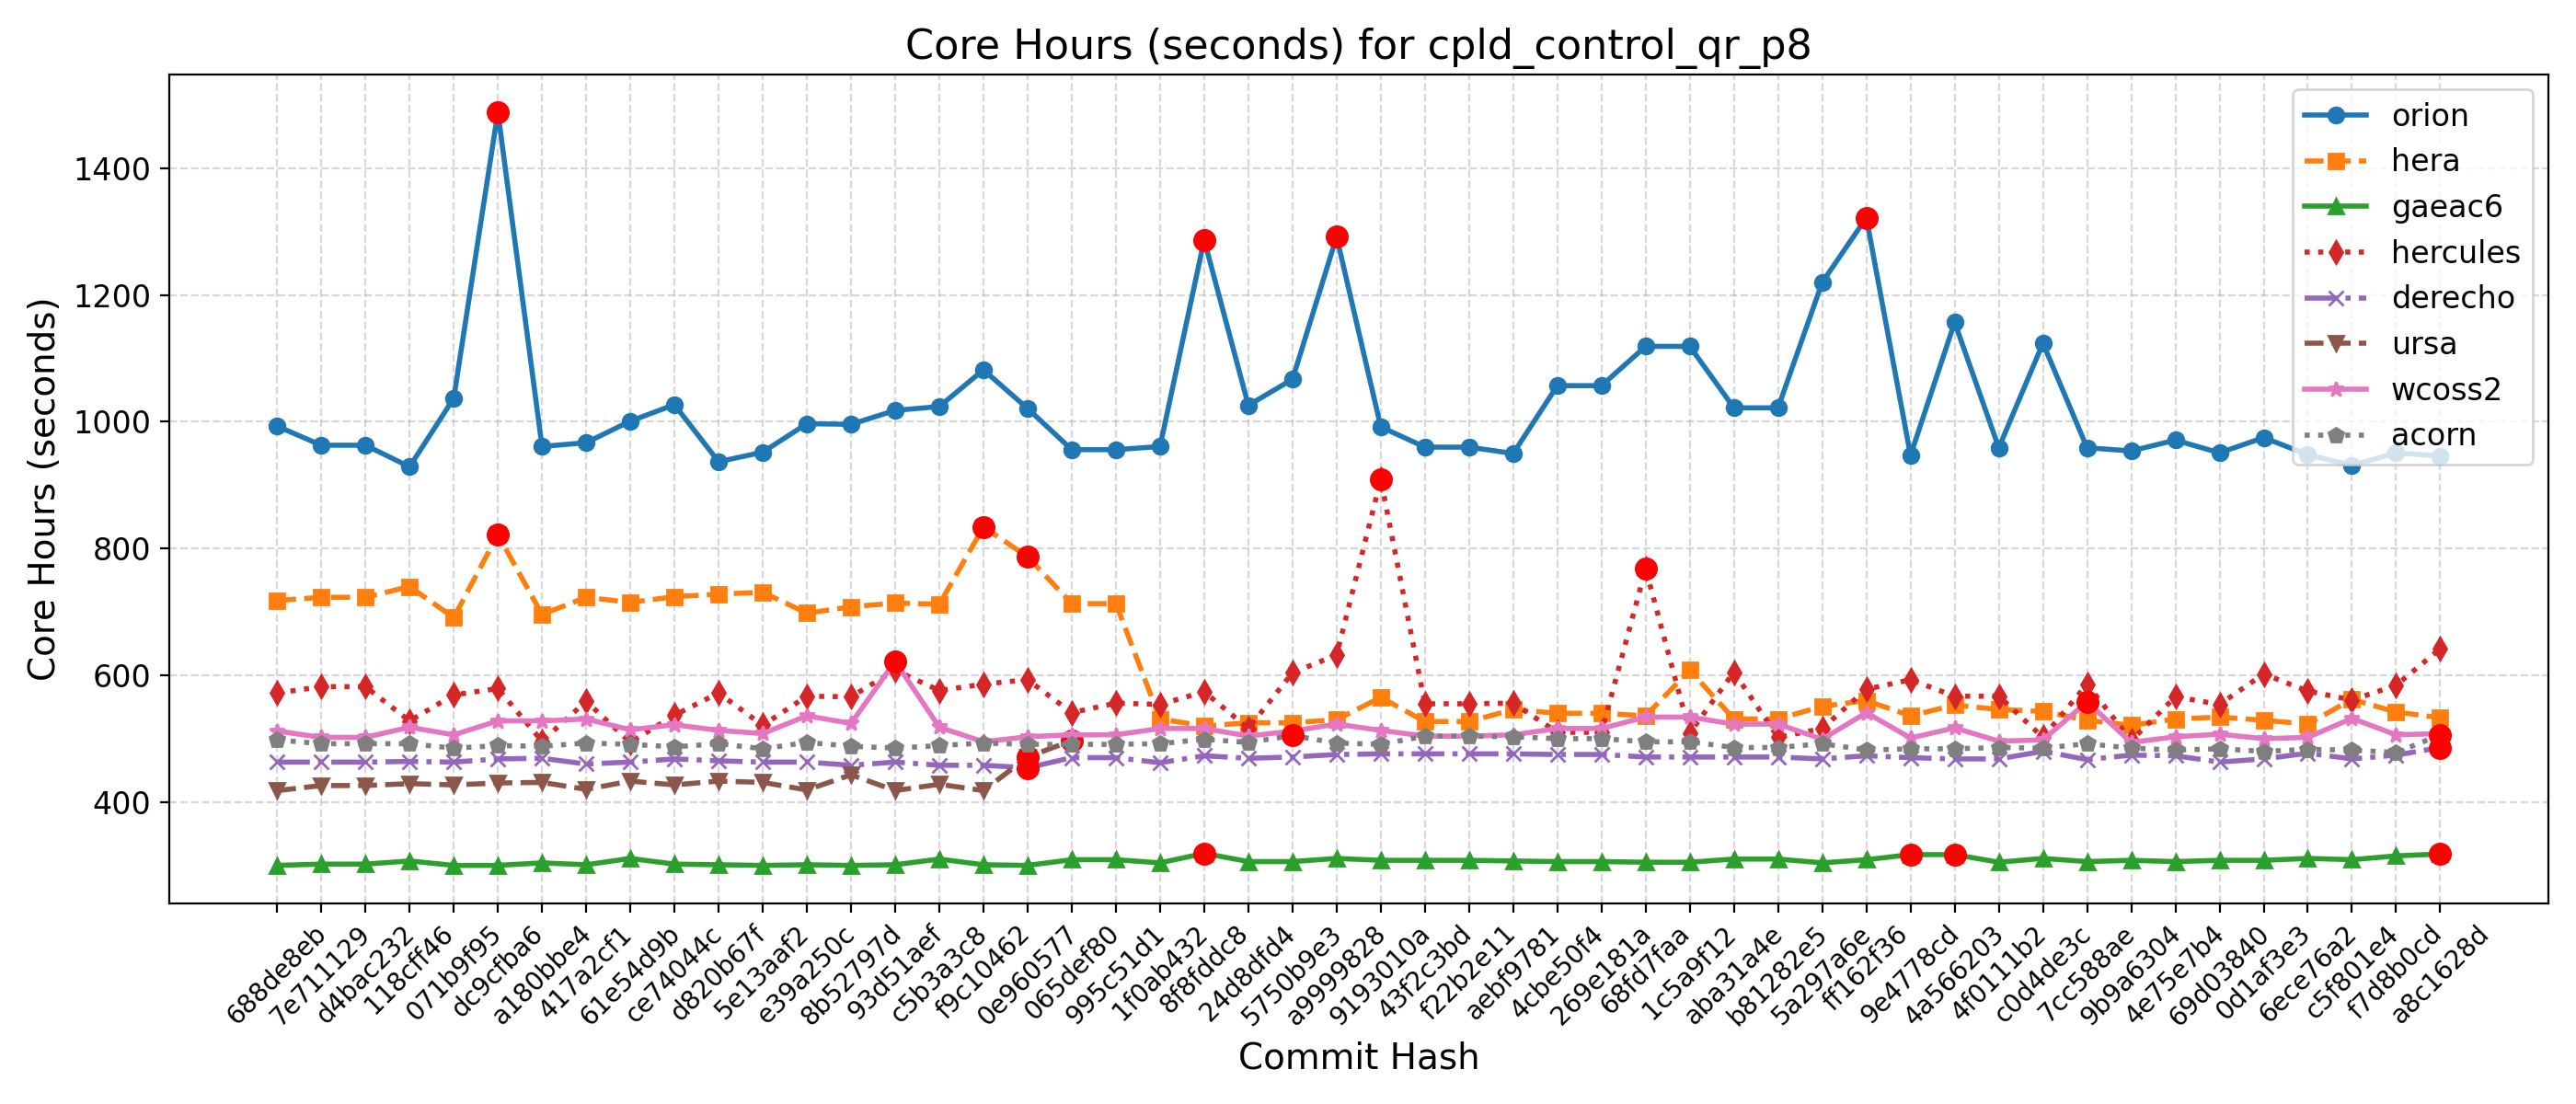 Core Hours (seconds) for cpld_control_qr_p8
Core Hours (seconds)
1400
1200
1000
800
600
400
orion
hera
gaeac6
hercules
derecho
ursa
wcoss2
acorn
688de8eb
7e711129
d4bac232
118cff46
071b9f95
dc9cfba6
a180bbe4
417a2cf1
61e54d9b
ce74044c
d820b67f
5e13aaf2
e39a250c
8b52797d
93d51aef
c5b3a3c8
f9c10462
0e960577
065def80
995c51d1
1f0ab432
8f8fddc8
24d8dfd4
5750b9e3
a9999828
9193010a
43f2c3bd
f22b2e11
aebf9781
4cbe50f4
269e181a
68fd7faa
1c5a9f12
aba31a4e
b81282e5
5a297a6e
ff162f36
9e4778cd
4a566203
4f0111b2
c0d4de3c
7cc588ae
9b9a6304
4e75e7b4
69d03840
0d1af3e3
6ece76a2
c5f801e4
f7d8b0cd
a8c1628d
Commit Hash